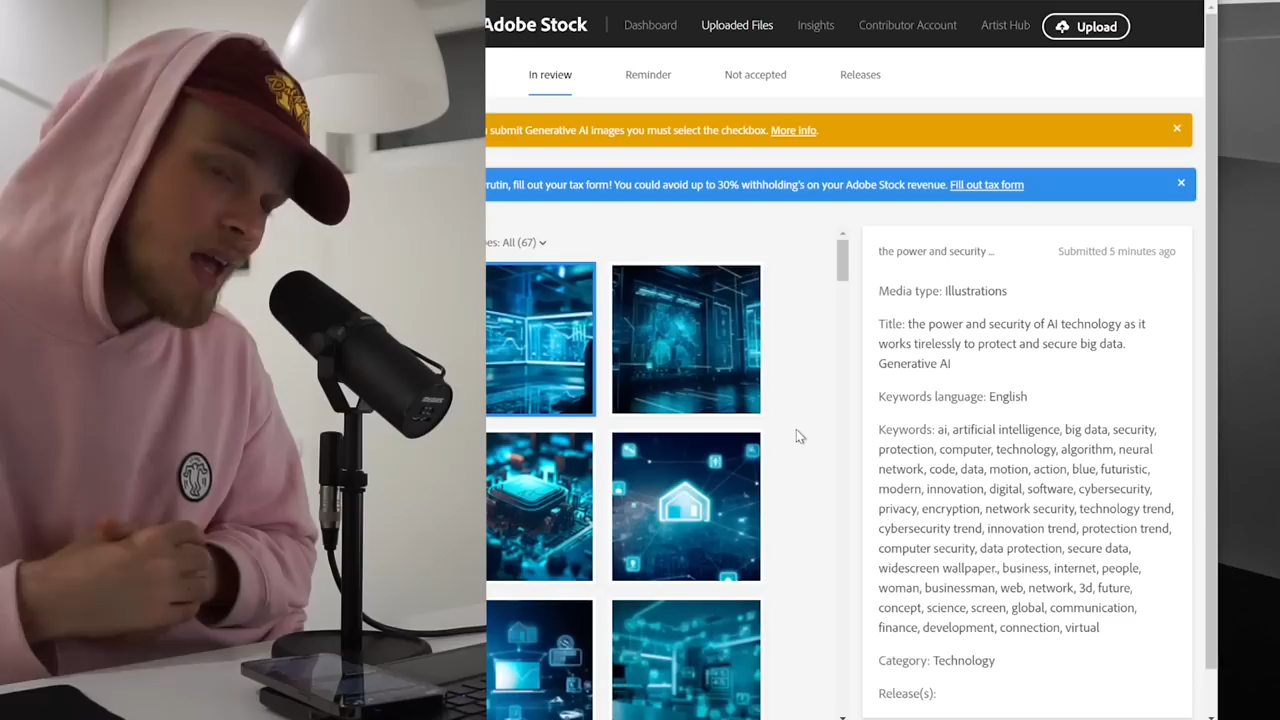 Adobe Stock
Dashboard
Uploaded Files
Insights
Contributor Account
Artist Hub
Upload
In review
Reminder
Not accepted
Releases
submit Generative AI images you must select the checkbox. More info.
fill out your tax form! You could avoid up to 30% withholding's on your Adobe Stock revenue. Fill out tax form
All (67)
the power and security ...
Submitted 5 minutes ago
Media type: Illustrations
Title: the power and security of AI technology as it
works tirelessly to protect and secure big data.
Generative AI
Keywords language: English
Keywords: ai, artificial intelligence, big data, security,
protection, computer, technology, algorithm, neural
network, code, data, motion, action, blue, futuristic,
modern, innovation, digital, software, cybersecurity,
privacy, encryption, network security, technology trend,
cybersecurity trend, innovation trend, protection trend,
computer security, data protection, secure data,
widescreen wallpaper., business, internet, people,
woman, businessman, web, network, 3d, future,
concept, science, screen, global, communication,
finance, development, connection, virtual
Category: Technology
Release(s):